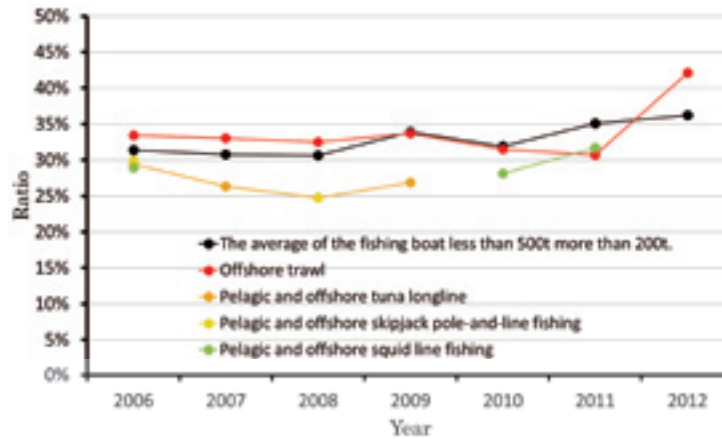 50%
45%
40%
35%
30%
25%
20%
15%
10%
5%
0%
Ratio
The average of the fishing boat less than 500t more than 200t.
Offshore trawl
Pelagic and offshore tuna longline
Pelagic and offshore skipjack pole-and-line fishing
Pelagic and offshore squid line fishing
2006 2007 2008 2009 2010 2011 2012
Year